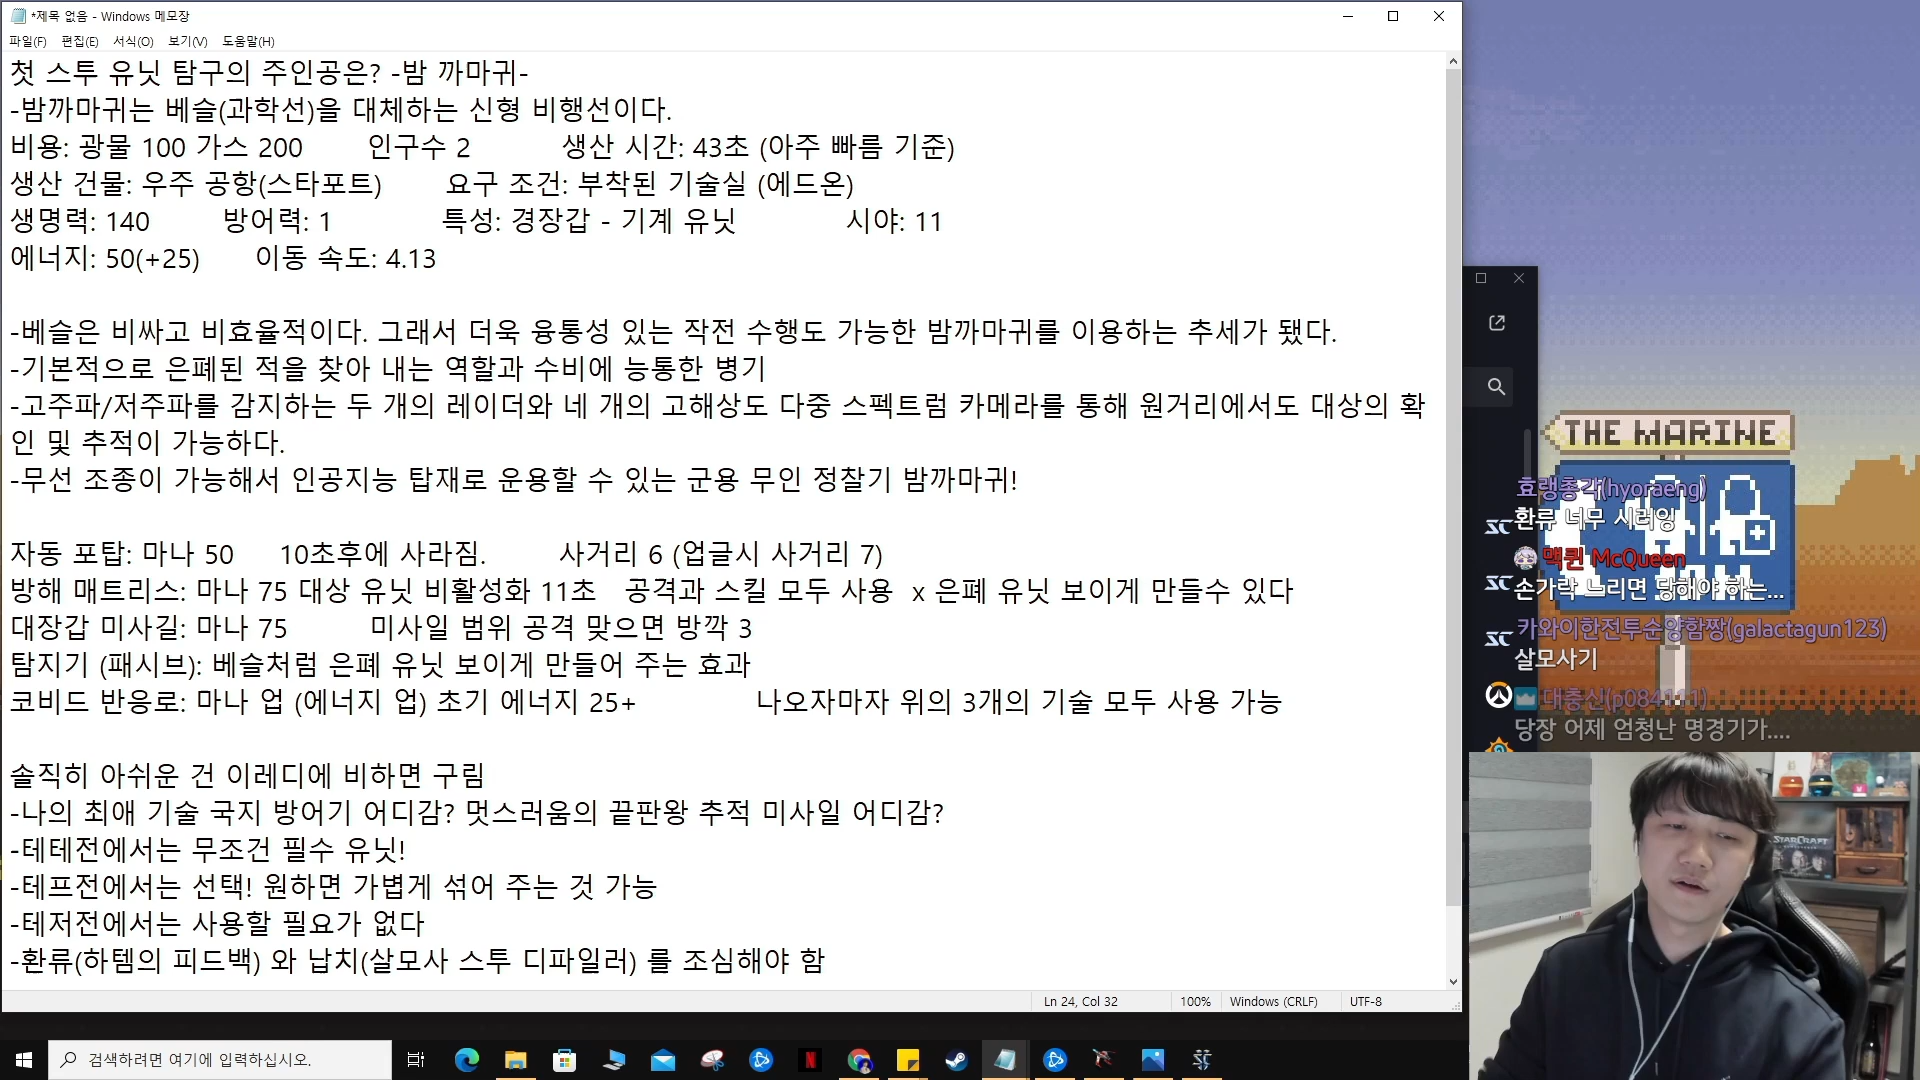 *제목 없음 - Windows 메모장
파일(F) 편집(E) 서식(O) 보기(V) 도움말(H)
첫 스투 유닛 탐구의 주인공은? -밤 까마귀-
-밤까마귀는 베슬(과학선)을 대체하는 신형 비행선이다.
비용: 광물 100 가스 200 인구수 2 생산 시간: 43초 (아주 빠름 기준)
생산 건물: 우주 공항(스타포트) 요구 조건: 부착된 기술실 (에드온)
생명력: 140 방어력: 1 특성: 경장갑 - 기계 유닛 시야: 11
에너지: 50(+25) 이동 속도: 4.13
-베슬은 비싸고 비효율적이다. 그래서 더욱 융통성 있는 작전 수행도 가능한 밤까마귀를 이용하는 추세가 됐다.
-기본적으로 은폐된 적을 찾아 내는 역할과 수비에 능통한 병기
-고주파/저주파를 감지하는 두 개의 레이더와 네 개의 고해상도 다중 스펙트럼 카메라를 통해 원거리에서도 대상의 확
인 및 추적이 가능하다.
-무선 조종이 가능해서 인공지능 탑재로 운용할 수 있는 군용 무인 정찰기 밤까마귀!
자동 포탑: 마나 50 10초후에 사라짐. 사거리 6 (업글시 사거리 7)
방해 매트리스: 마나 75 대상 유닛 비활성화 11초 공격과 스킬 모두 사용 x 은폐 유닛 보이게 만들수 있다
대장갑 미사길: 마나 75 미사일 범위 공격 맞으면 방깍 3
탐지기 (패시브): 베슬처럼 은폐 유닛 보이게 만들어 주는 효과
코비드 반응로: 마나 업 (에너지 업) 초기 에너지 25+ 나오자마자 위의 3개의 기술 모두 사용 가능
솔직히 아쉬운 건 이레디에 비하면 구림
-나의 최애 기술 국지 방어기 어디감? 멋스러움의 끝판왕 추적 미사일 어디감?
-테테전에서는 무조건 필수 유닛!
-테프전에서는 선택! 원하면 가볍게 섞어 주는 것 가능
-테저전에서는 사용할 필요가 없다
-환류(하템의 피드백) 와 납치(살모사 스투 디파일러) 를 조심해야 함
Ln 24, Col 32 100% Windows (CRLF) UTF-8
검색하려면 여기에 입력하십시오.
THE MARINE
효랭총각(hyoraeng)
환류 너무 시러잉
맥퀸 McQueen
손가락 느리면 당해야 하는...
카와이한전투순양함짱(galactagun123)
살모사기
대충신(p084111)
당장 어제 엄청난 명경기가....
STARCRAFT